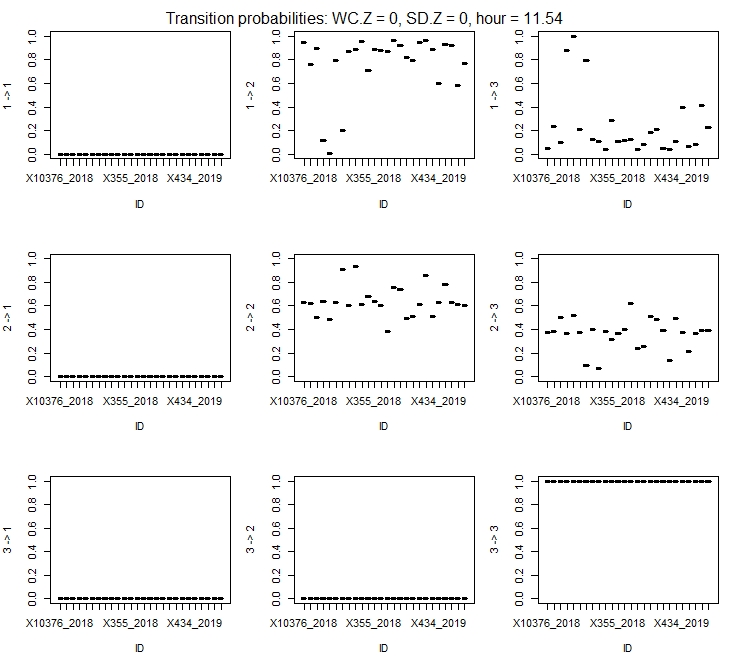 Transition probabilities: WC.Z = 0, SD.Z = 0, hour = 11.54
1 -> 1
0.0 0.2 0.4 0.6 0.8 1.0
X10376_2018 X355_2018 X434_2019
ID
1 -> 2
0.0 0.2 0.4 0.6 0.8 1.0
X10376_2018 X355_2018 X434_2019
ID
1 -> 3
0.0 0.2 0.4 0.6 0.8 1.0
X10376_2018 X355_2018 X434_2019
ID
2 -> 1
0.0 0.2 0.4 0.6 0.8 1.0
X10376_2018 X355_2018 X434_2019
ID
2 -> 2
0.0 0.2 0.4 0.6 0.8 1.0
X10376_2018 X355_2018 X434_2019
ID
2 -> 3
0.0 0.2 0.4 0.6 0.8 1.0
X10376_2018 X355_2018 X434_2019
ID
3 -> 1
0.0 0.2 0.4 0.6 0.8 1.0
X10376_2018 X355_2018 X434_2019
ID
3 -> 2
0.0 0.2 0.4 0.6 0.8 1.0
X10376_2018 X355_2018 X434_2019
ID
3 -> 3
0.0 0.2 0.4 0.6 0.8 1.0
X10376_2018 X355_2018 X434_2019
ID